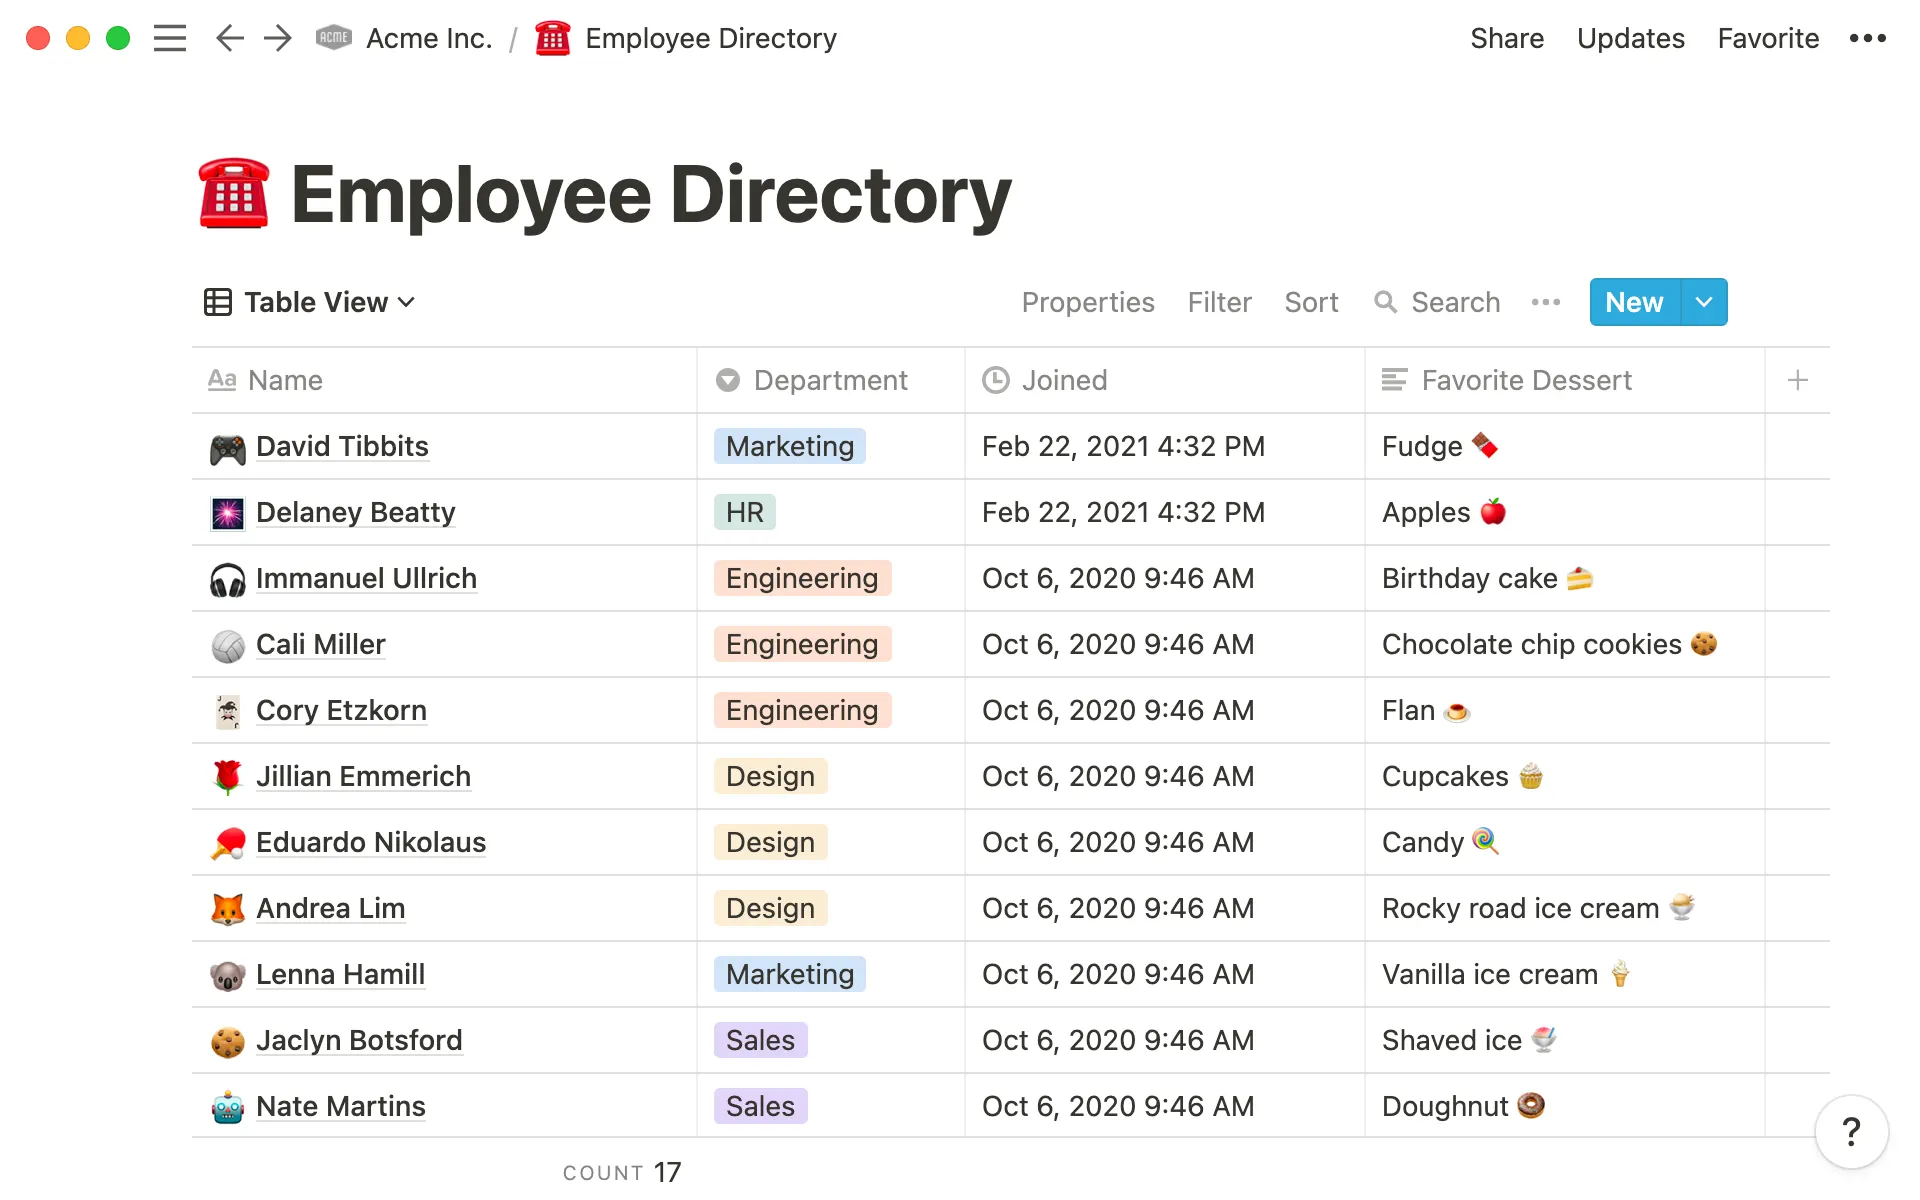 ACME Acme Inc. / Employee Directory Share Updates Favorite
Employee Directory
Table View Properties Filter Sort Search New
Aa Name Department Joined Favorite Dessert
David Tibbits Marketing Feb 22, 2021 4:32 PM Fudge
Delaney Beatty HR Feb 22, 2021 4:32 PM Apples
Immanuel Ullrich Engineering Oct 6, 2020 9:46 AM Birthday cake
Cali Miller Engineering Oct 6, 2020 9:46 AM Chocolate chip cookies
Cory Etzkorn Engineering Oct 6, 2020 9:46 AM Flan
Jillian Emmerich Design Oct 6, 2020 9:46 AM Cupcakes
Eduardo Nikolaus Design Oct 6, 2020 9:46 AM Candy
Andrea Lim Design Oct 6, 2020 9:46 AM Rocky road ice cream
Lenna Hamill Marketing Oct 6, 2020 9:46 AM Vanilla ice cream
Jaclyn Botsford Sales Oct 6, 2020 9:46 AM Shaved ice
Nate Martins Sales Oct 6, 2020 9:46 AM Doughnut
?
COUNT 17